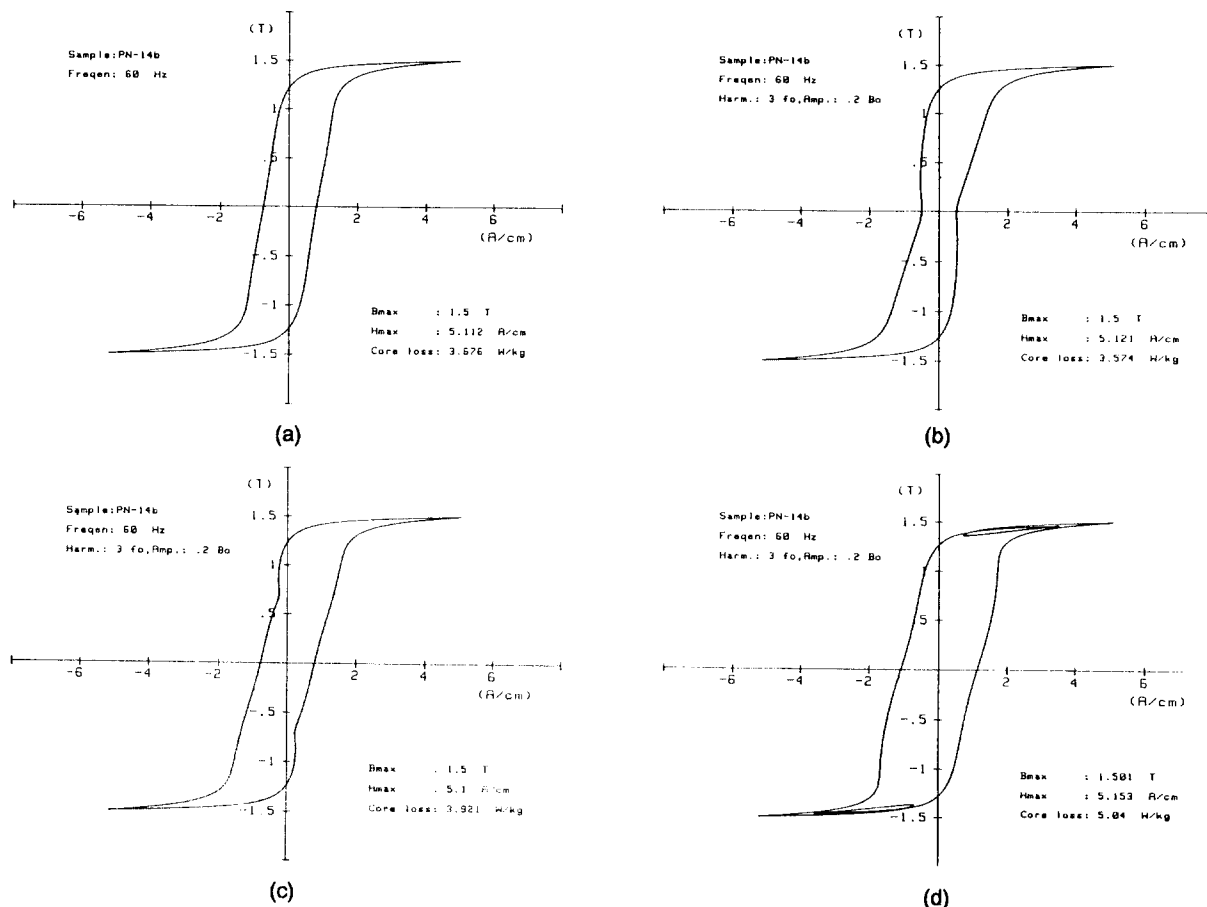 (T)
Sample:PN-14b
Freqen: 60 Hz
1.5
1
.5
-6
-4
-2
2
4
6
(A/cm)
-.5
-1
-1.5
Bmax : 1.5 T
Hmax : 5.112 A/cm
Core loss: 3.676 W/kg
(a)
(T)
Sample:PN-14b
Freqen: 60 Hz
Harm.: 3 fo,Amp.: .2 Bo
1.5
1
.5
-6
-4
-2
2
4
6
(A/cm)
-.5
-1
-1.5
Bmax : 1.5 T
Hmax : 5.121 A/cm
Core loss: 3.574 W/kg
(b)
(T)
Sample:PN-14b
Freqen: 60 Hz
Harm.: 3 fo,Amp.: .2 Bo
1.5
1
.5
-6
-4
-2
2
4
6
(A/cm)
-.5
-1
-1.5
Bmax : 1.5 T
Hmax : 5.1 A/cm
Core loss: 3.921 W/kg
(c)
(T)
Sample:PN-14b
Freqen: 60 Hz
Harm.: 3 fo,Amp.: .2 Bo
1.5
1
.5
-6
-4
-2
2
4
6
(A/cm)
-.5
-1
-1.5
Bmax : 1.501 T
Hmax : 5.153 A/cm
Core loss: 5.04 W/kg
(d)